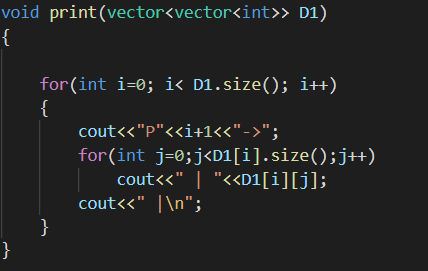 void print(vector<vector<int>> D1)
{
for(int i=0; i< D1.size(); i++)
{
cout<<"P"<<i+1<<"->";
for(int j=0;j<D1[i].size();j++)
cout<<" | "<<D1[i][j];
cout<<" |\n";
}
}